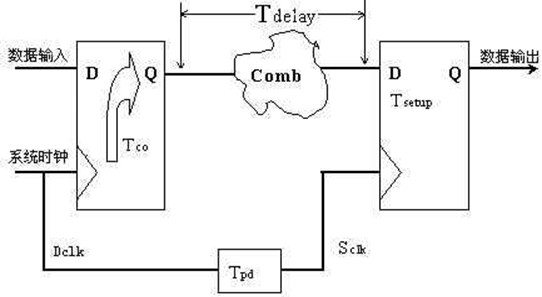 Tdelay
数据输入
数据输出
D
Q
Comb
D
Q
Tco
Tsetup
系统时钟
Dclk
Tpd
Sclk